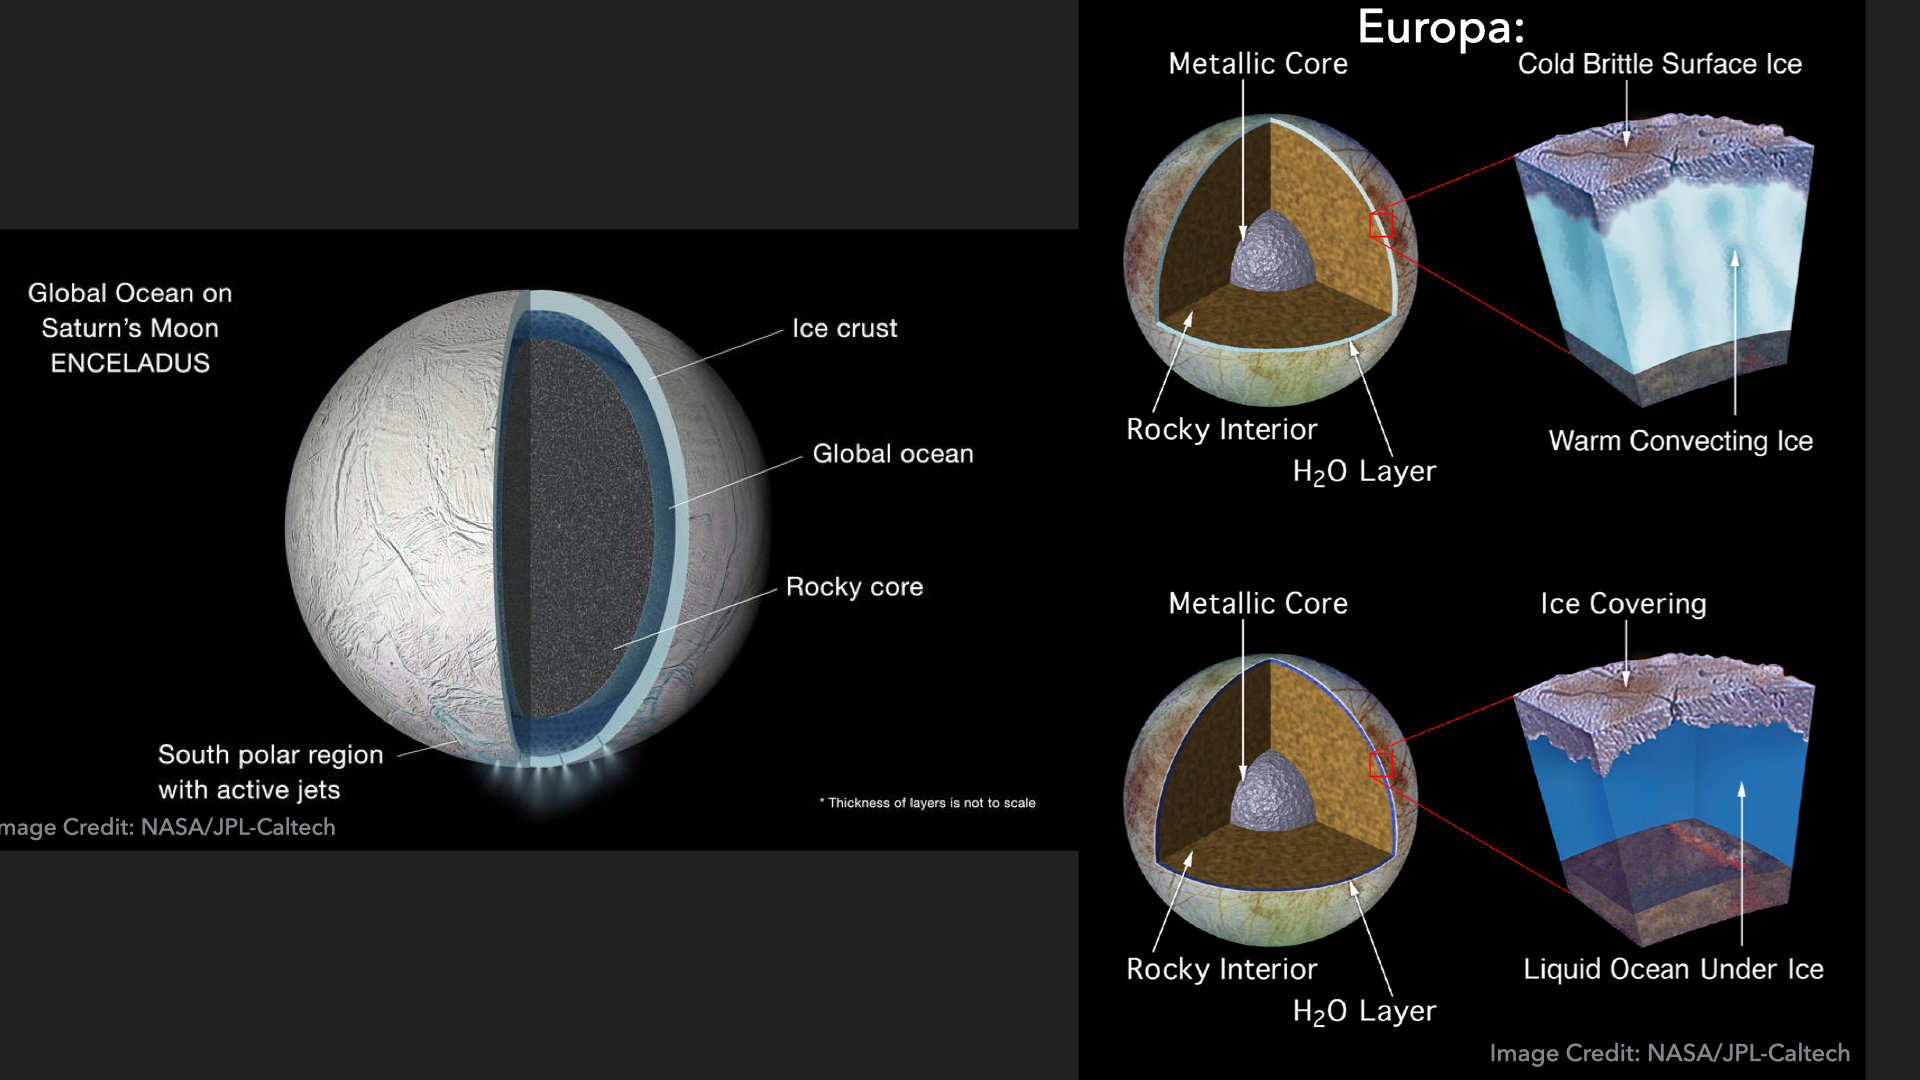 Global Ocean on
Saturn's Moon
ENCELADUS
Ice crust
Global ocean
Rocky core
South polar region
with active jets
* Thickness of layers is not to scale
mage Credit: NASA/JPL-Caltech
Europa:
Metallic Core
Cold Brittle Surface Ice
Rocky Interior
H₂O Layer
Warm Convecting Ice
Metallic Core
Ice Covering
Rocky Interior
H₂O Layer
Liquid Ocean Under Ice
Image Credit: NASA/JPL-Caltech